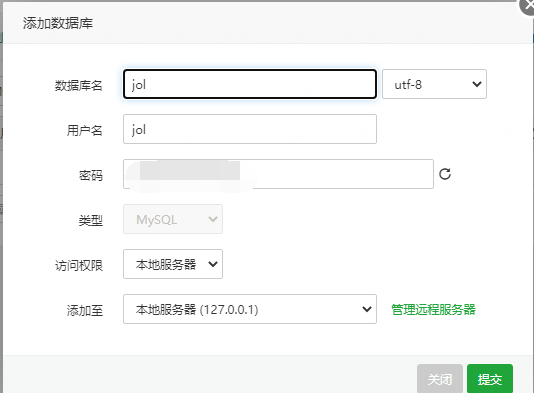 添加数据库
数据库名 jol utf-8
用户名 jol
密码
类型 MySQL
访问权限 本地服务器
添加至 本地服务器 (127.0.0.1) 管理远程服务器
关闭 提交